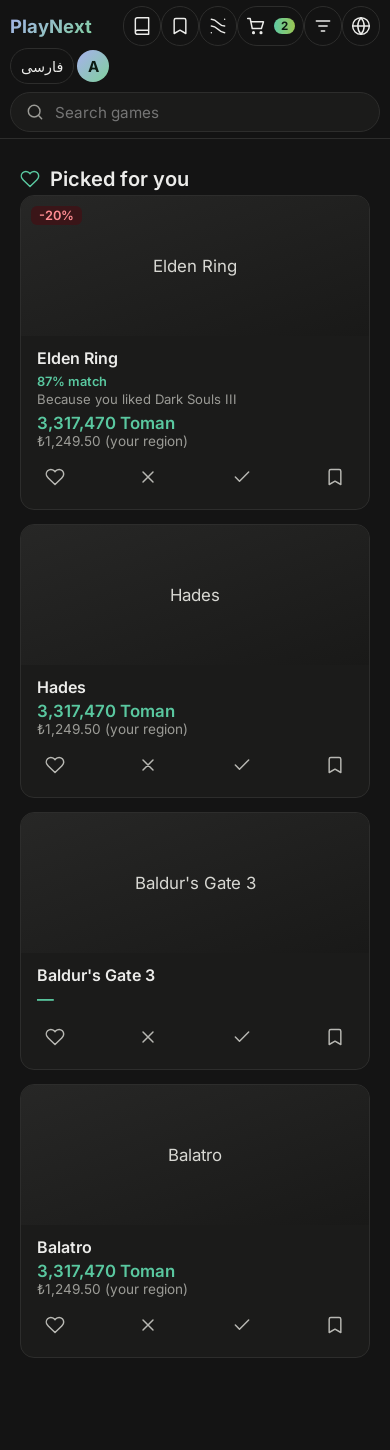 PlayNext
2
فارسی
A
Search games
Picked for you
-20%
Elden Ring
Elden Ring
87% match
Because you liked Dark Souls III
3,317,470 Toman
₺1,249.50 (your region)
Hades
Hades
3,317,470 Toman
₺1,249.50 (your region)
Baldur's Gate 3
Baldur's Gate 3
—
Balatro
Balatro
3,317,470 Toman
₺1,249.50 (your region)